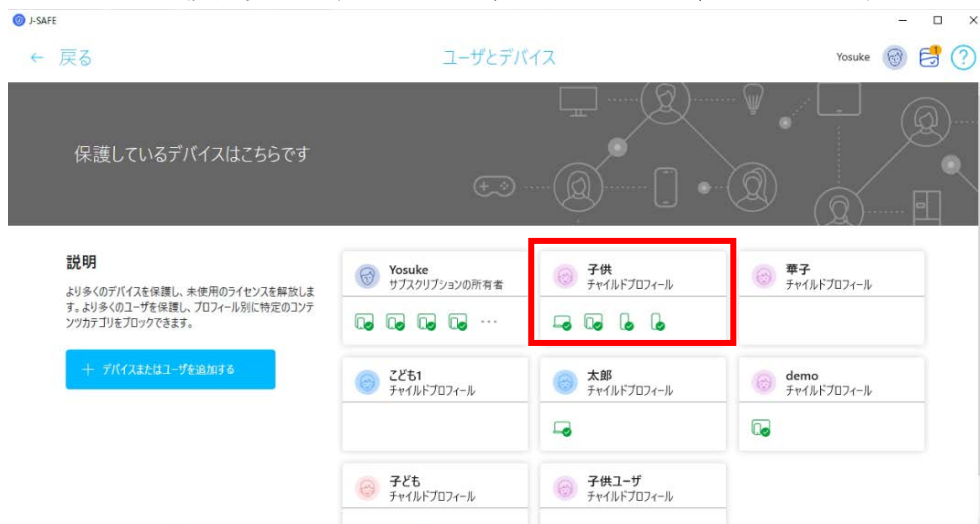 J-SAFE
← 戻る
ユーザとデバイス
Yosuke
1
?
保護しているデバイスはこちらです
説明
より多くのデバイスを保護し、未使用のライセンスを解放しま
す。より多くのユーザを保護し、プロフィール別に特定のコンテ
ンツカテゴリをブロックできます。
+ デバイスまたはユーザを追加する
Yosuke
サブスクリプションの所有者
…
子供
チャイルドプロフィール
華子
チャイルドプロフィール
こども1
チャイルドプロフィール
太郎
チャイルドプロフィール
demo
チャイルドプロフィール
子ども
チャイルドプロフィール
子供ユーザ
チャイルドプロフィール